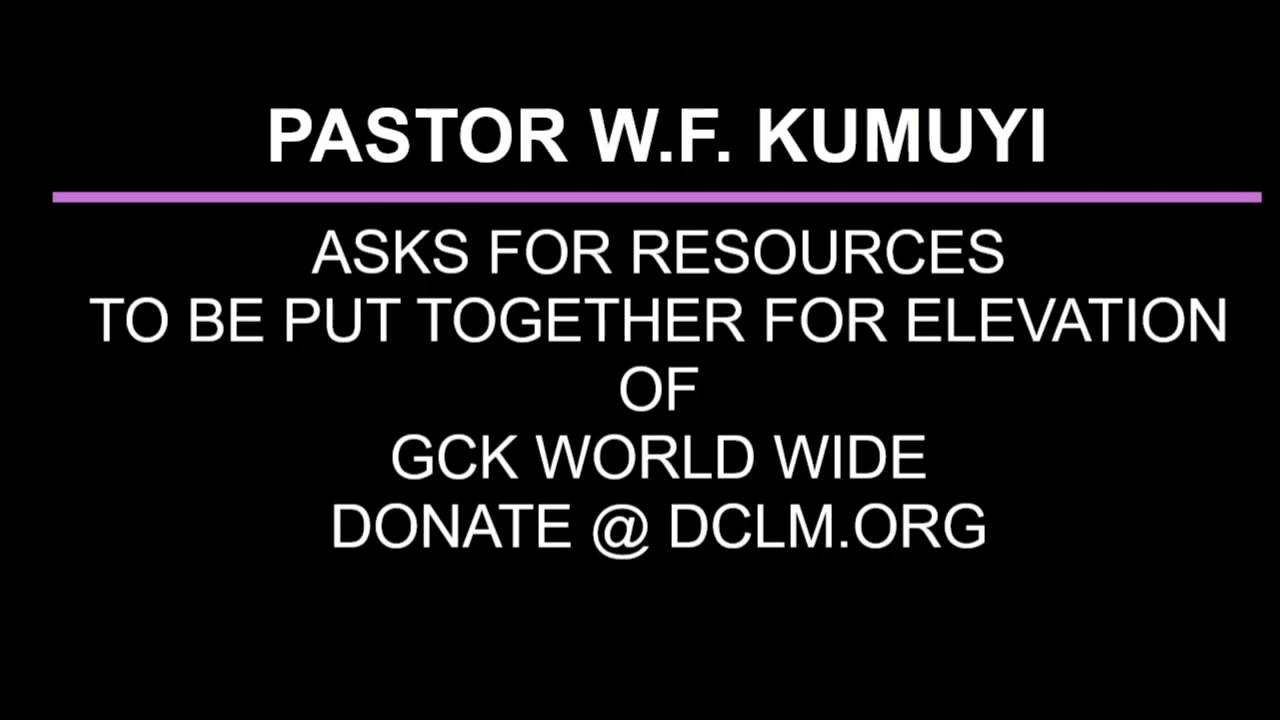 PASTOR W.F. KUMUYI
ASKS FOR RESOURCES
TO BE PUT TOGETHER FOR ELEVATION
OF
GCK WORLD WIDE
DONATE @ DCLM.ORG